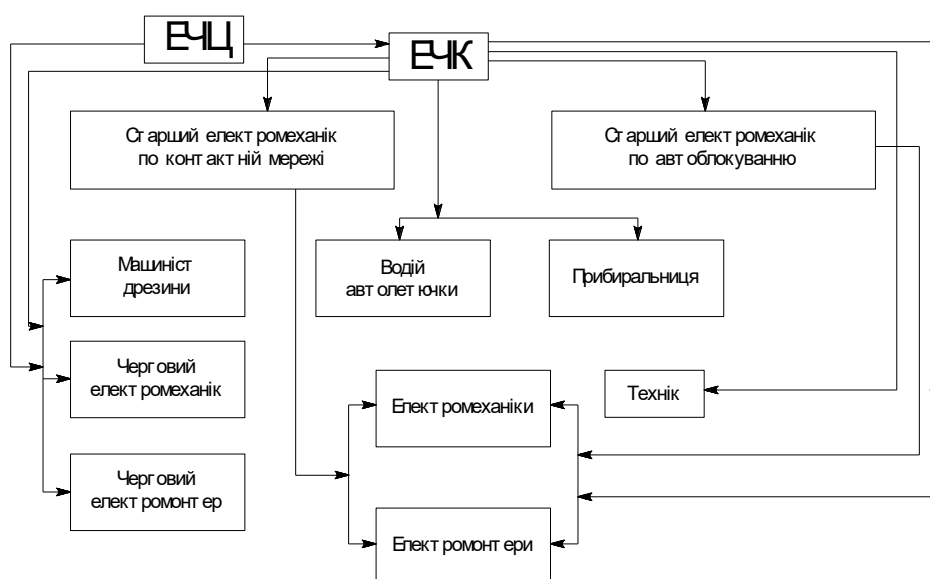 ЕЧЦ
ЕЧК
Старший електромеханік
по контактній мережі
Старший електромеханік
по автоблокуванню
Машиніст
дрезини
Водій
автолетючки
Прибиральниця
Черговий
електромеханік
Електромеханіки
Технік
Черговий
електромонтер
Електромонтери